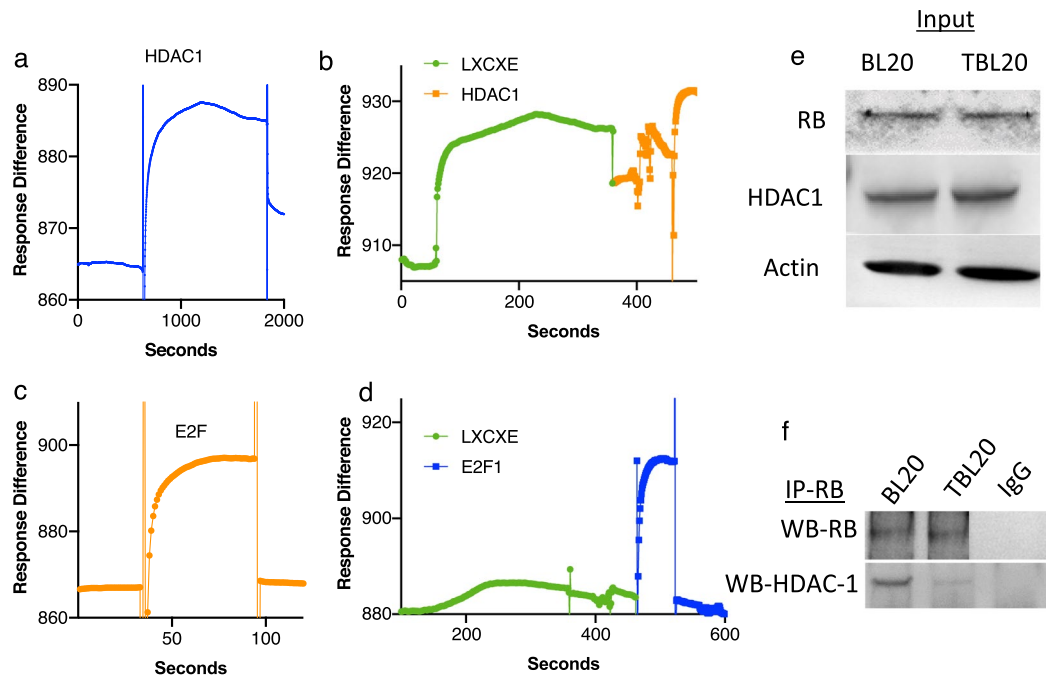 a
HDAC1
Response Difference
890
880
870
860
0
1000
2000
Seconds
b
LXCXE
HDAC1
Response Difference
930
920
910
0
200
400
Seconds
c
E2F
Response Difference
900
880
860
50
100
Seconds
d
LXCXE
E2F1
Response Difference
920
900
880
200
400
600
Seconds
e
Input
BL20
TBL20
RB
HDAC1
Actin
f
IP-RB
BL20
TBL20
IgG
WB-RB
WB-HDAC-1